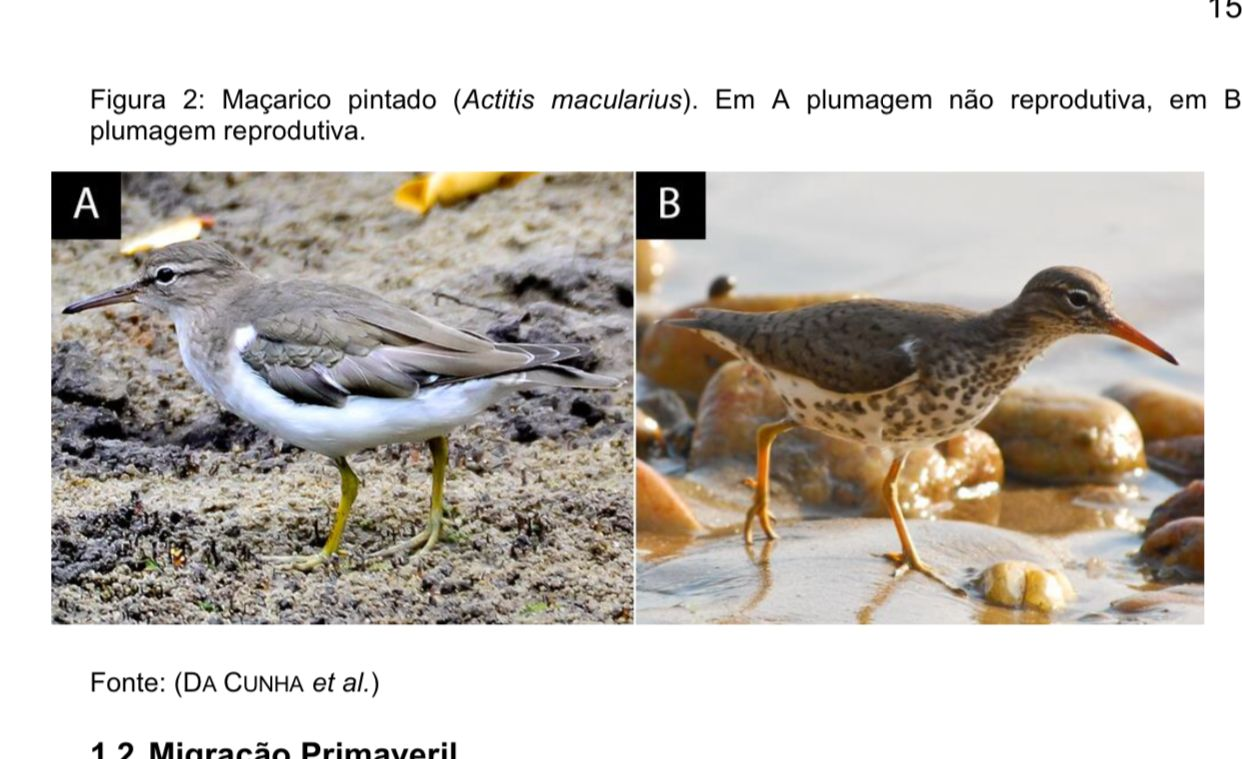 15
Figura 2: Maçarico pintado (Actitis macularius). Em A plumagem não reprodutiva, em B
plumagem reprodutiva.
A
B
Fonte: (DA CUNHA et al.)
1.2 Migração Primaveril